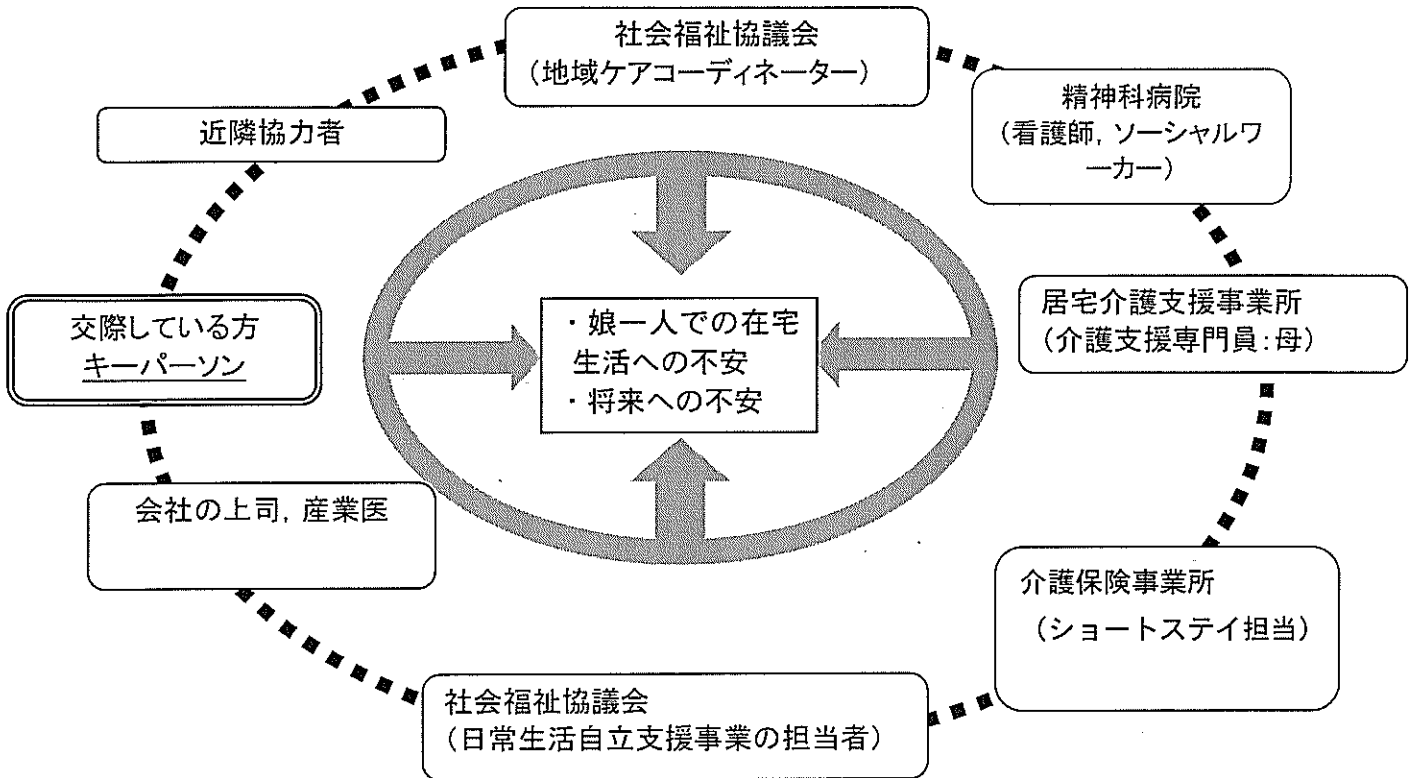 社会福祉協議会
（地域ケアコーディネーター）
精神科病院
（看護師，ソーシャルワ
ーカー）
近隣協力者
居宅介護支援事業所
（介護支援専門員：母）
交際している方
キーパーソン
・娘一人での在宅
生活への不安
・将来への不安
会社の上司，産業医
介護保険事業所
（ショートステイ担当）
社会福祉協議会
（日常生活自立支援事業の担当者）